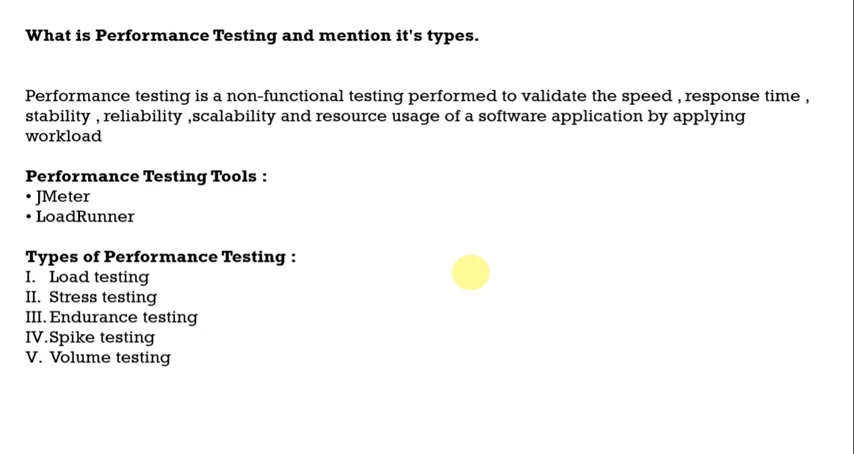 What is Performance Testing and mention it's types.
Performance testing is a non-functional testing performed to validate the speed , response time ,
stability , reliability ,scalability and resource usage of a software application by applying
workload
Performance Testing Tools :
• JMeter
• LoadRunner
Types of Performance Testing :
I. Load testing
II. Stress testing
III. Endurance testing
IV.Spike testing
V. Volume testing